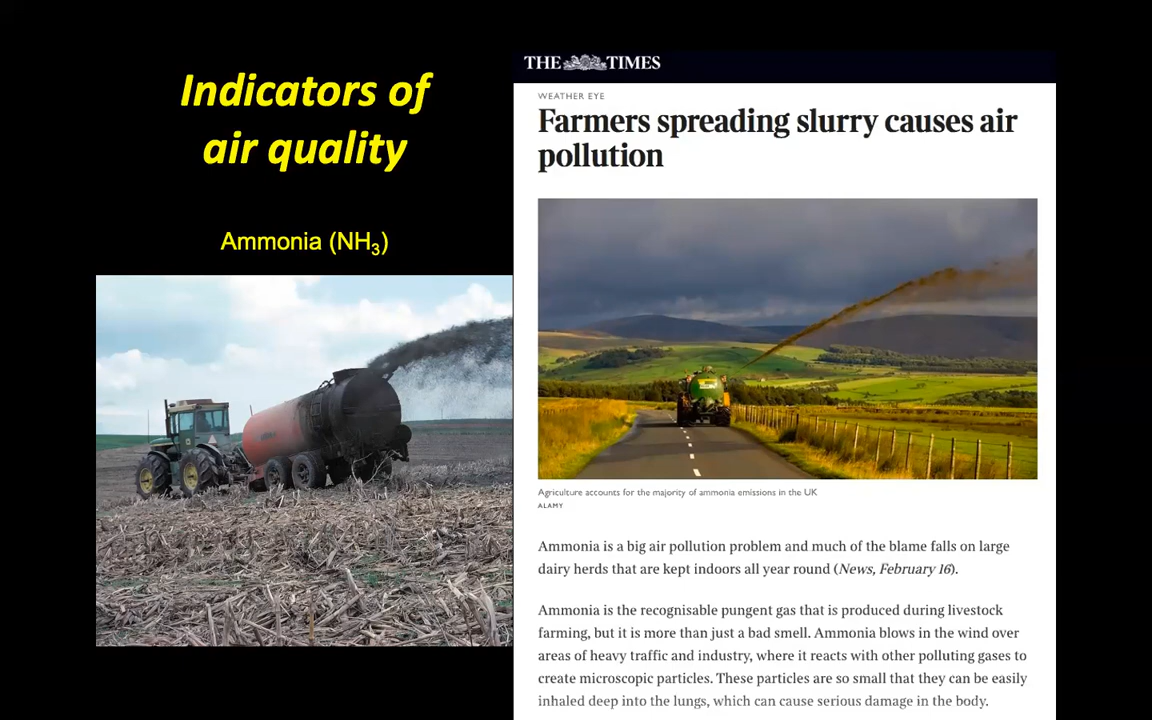 Indicators of
air quality
Ammonia (NH₃)
THE TIMES
WEATHER EYE
Farmers spreading slurry causes air
pollution
Agriculture accounts for the majority of ammonia emissions in the UK
ALAMY
Ammonia is a big air pollution problem and much of the blame falls on large
dairy herds that are kept indoors all year round (News, February 16).
Ammonia is the recognisable pungent gas that is produced during livestock
farming, but it is more than just a bad smell. Ammonia blows in the wind over
areas of heavy traffic and industry, where it reacts with other polluting gases to
create microscopic particles. These particles are so small that they can be easily
inhaled deep into the lungs, which can cause serious damage in the body.